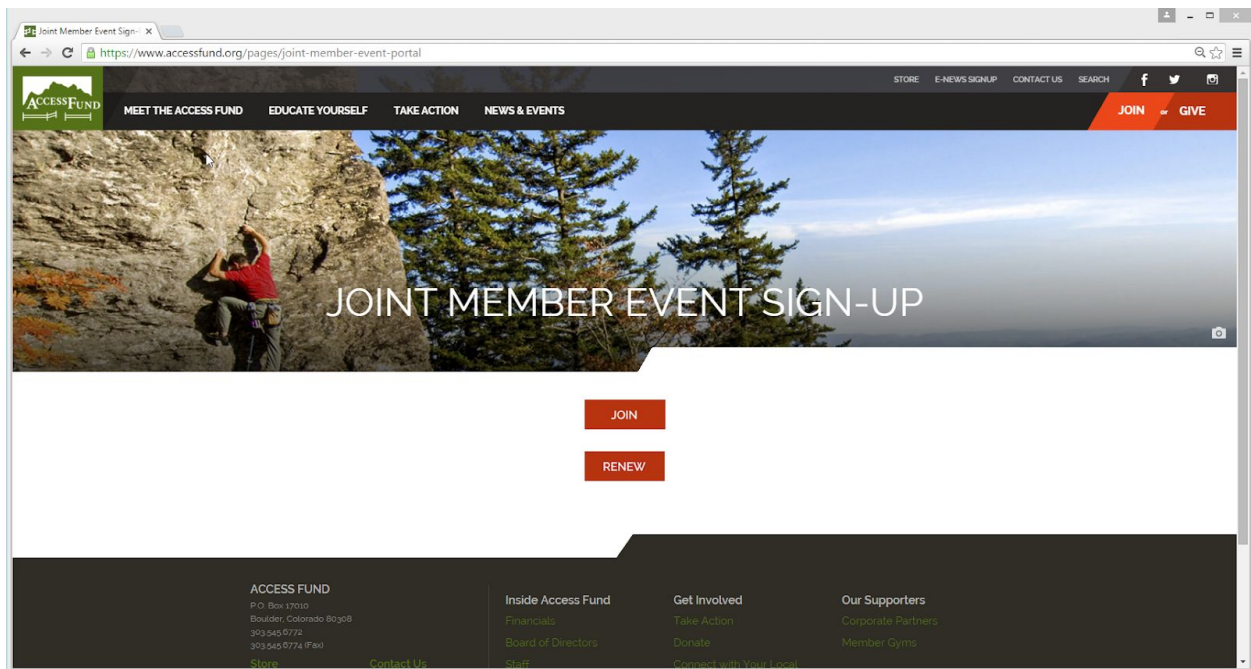 Joint Member Event Sign-
https://www.accessfund.org/pages/joint-member-event-portal
STORE E-NEWS SIGNUP CONTACT US SEARCH
ACCESS FUND
MEET THE ACCESS FUND EDUCATE YOURSELF TAKE ACTION NEWS & EVENTS
JOIN or GIVE
JOINT MEMBER EVENT SIGN-UP
JOIN
RENEW
ACCESS FUND
P.O. Box 17010
Boulder, Colorado 80308
303.545.6772
303.545.6774 (Fax)
Store Contact Us
Inside Access Fund
Financials
Board of Directors
Staff
Get Involved
Take Action
Donate
Connect with Your Local
Our Supporters
Corporate Partners
Member Gyms